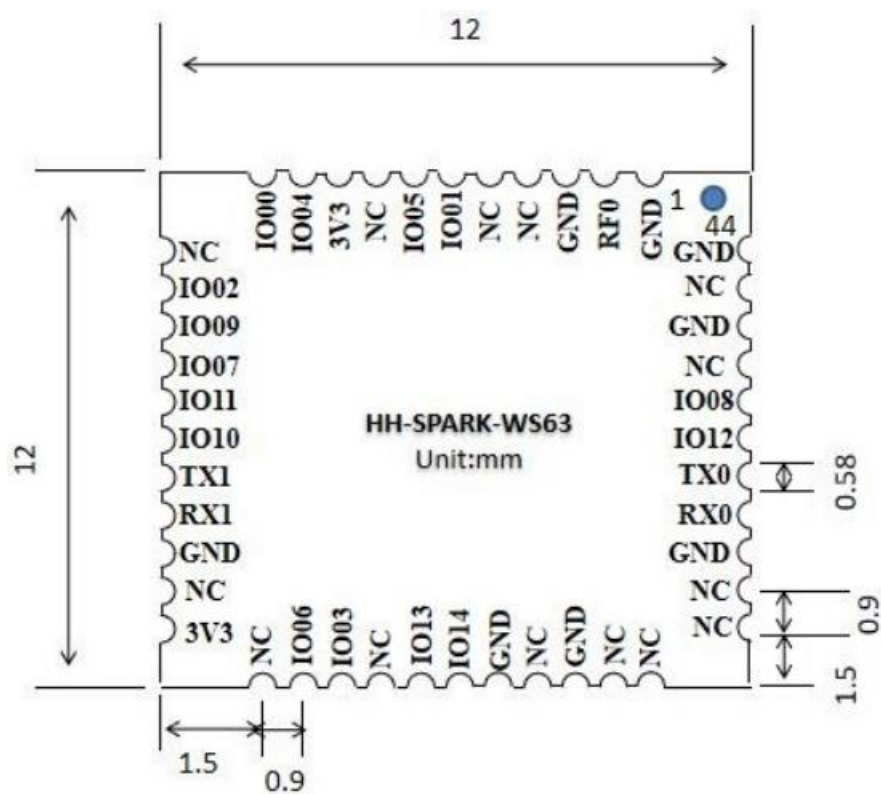 12
IO00
IO04
3V3
NC
IO05
IO01
NC
NC
GND
RF0
GND
1
44
NC
IO02
IO09
IO07
IO11
IO10
TX1
RX1
GND
NC
3V3
12
HH-SPARK-WS63
Unit:mm
GND
NC
GND
NC
IO08
IO12
TX0
RX0
GND
NC
NC
0.58
0.9
1.5
NC
IO06
IO03
NC
IO13
IO14
GND
NC
GND
NC
NC
1.5
0.9